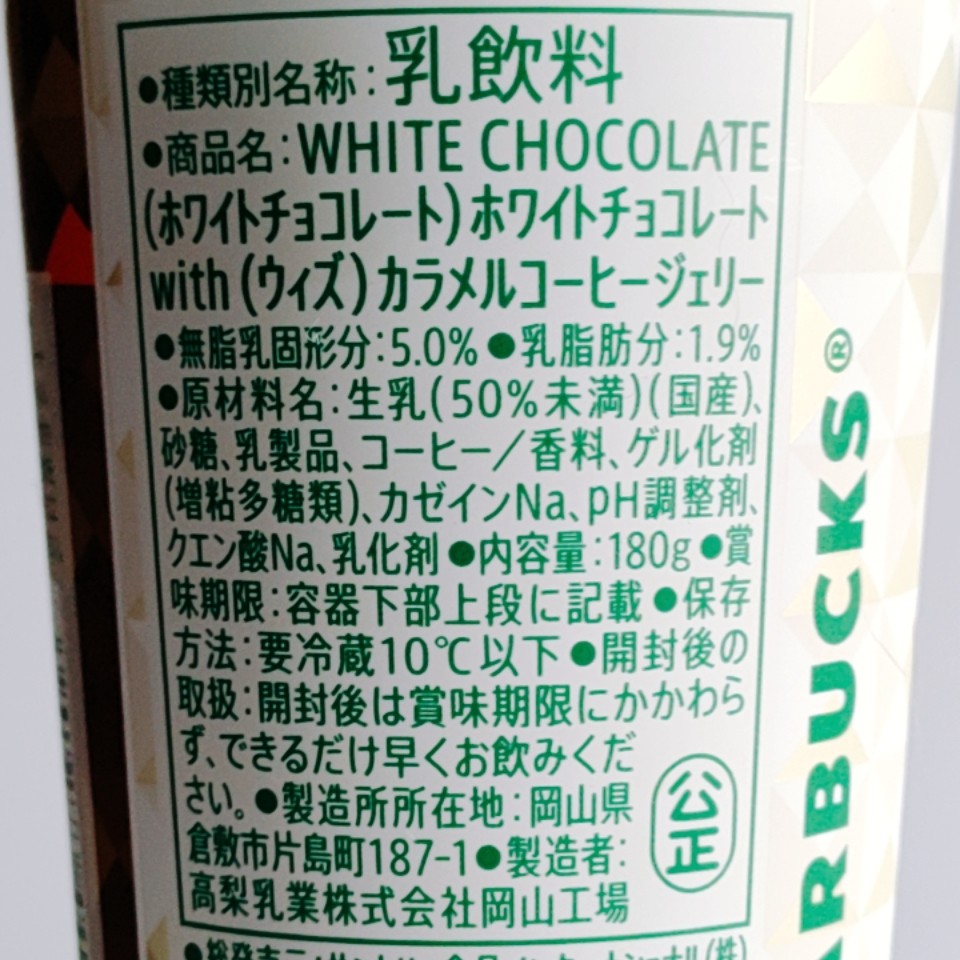 ●種類別名称:乳飲料
●商品名:WHITE CHOCOLATE
(ホワイトチョコレート)ホワイトチョコレート
with(ウィズ)カラメルコーヒージェリー
●無脂乳固形分:5.0% ●乳脂肪分:1.9%
●原材料名:生乳(50%未満)(国産)、
砂糖、乳製品、コーヒー/香料、ゲル化剤
(増粘多糖類)、カゼインNa、pH調整剤、
クエン酸Na、乳化剤●内容量:180g●賞
味期限:容器下部上段に記載●保存
方法:要冷蔵10℃以下●開封後の
取扱:開封後は賞味期限にかかわら
ず、できるだけ早くお飲みくだ
さい。●製造所所在地:岡山県
倉敷市片島町187-1●製造者:
高梨乳業株式会社岡山工場
公正
ARBUCKS®